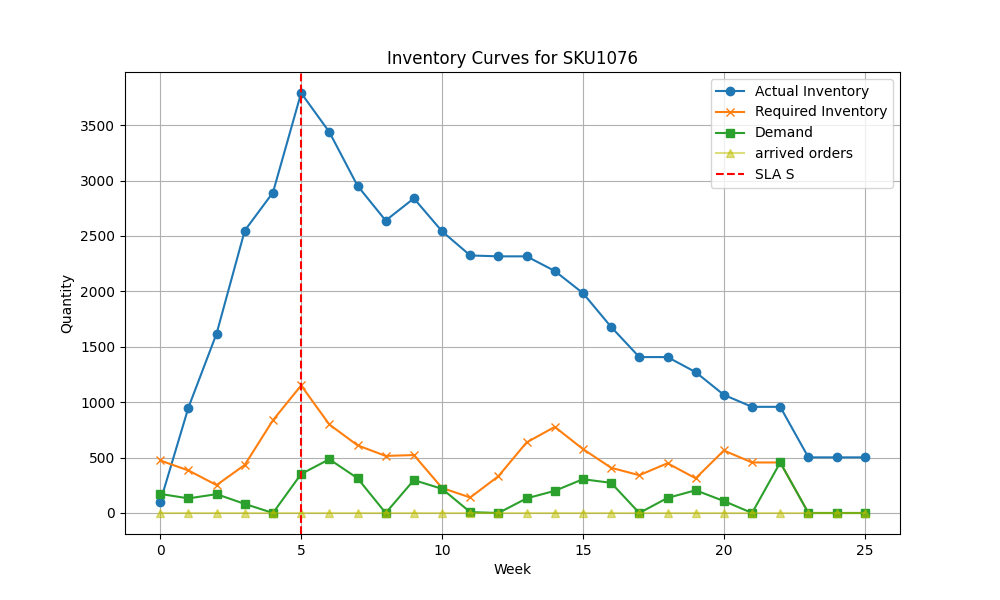 Inventory Curves for SKU1076
Actual Inventory
Required Inventory
Demand
arrived orders
SLA S
Quantity
3500
3000
2500
2000
1500
1000
500
0
0 5 10 15 20 25
Week